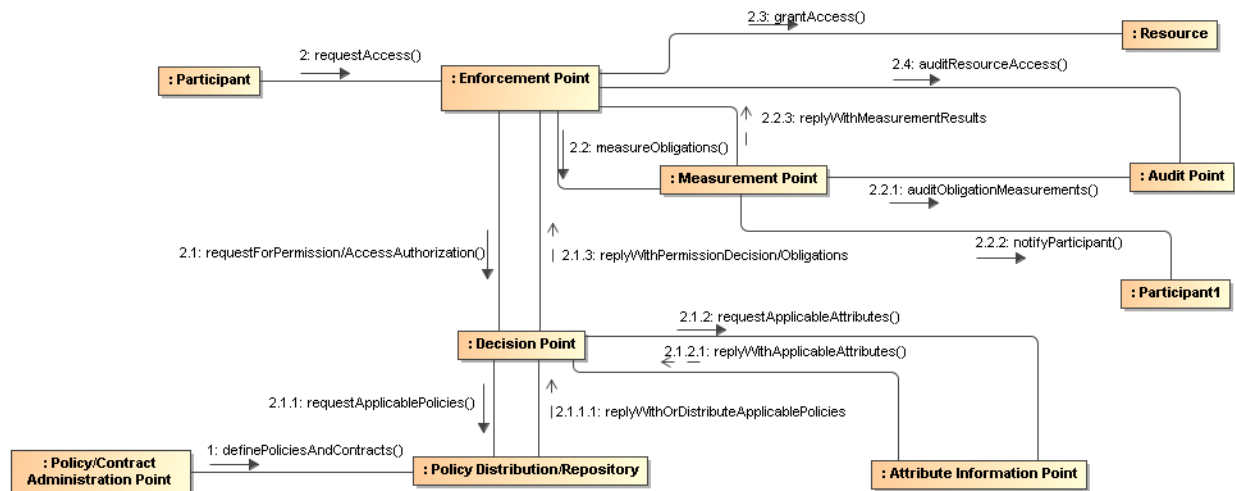 2.3: grantAccess()
: Resource
2: requestAccess()
: Participant
: Enforcement Point
2.4: auditResourceAccess()
2.2.3: replyWithMeasurementResults
2.2: measureObligations()
: Measurement Point
: Audit Point
2.2.1: auditObligationMeasurements()
2.2.2: notifyParticipant()
2.1: requestForPermission/AccessAuthorization()
2.1.3: replyWithPermissionDecision/Obligations
: Participant1
2.1.2: requestApplicableAttributes()
: Decision Point
2.1.2.1: replyWithApplicableAttributes()
2.1.1: requestApplicablePolicies()
2.1.1.1: replyWithOrDistributeApplicablePolicies
1: definePoliciesAndContracts()
: Policy/Contract
Administration Point
: Policy Distribution/Repository
: Attribute Information Point